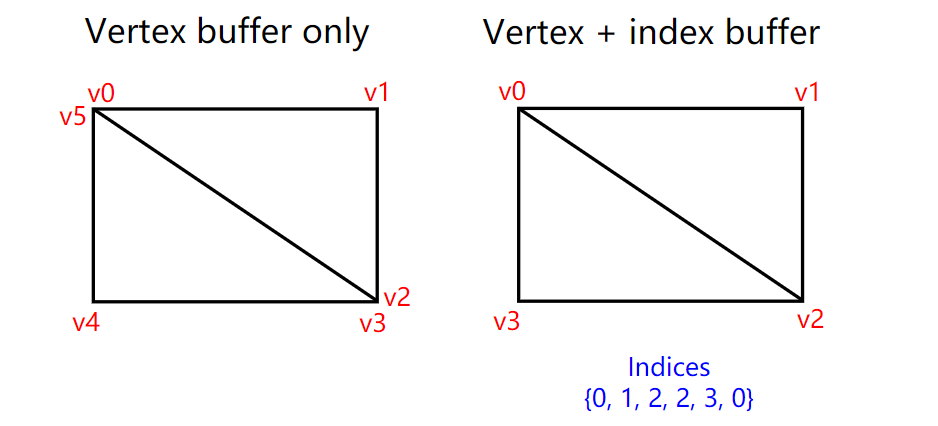 Vertex buffer only
v0
v5
v1
v2
v4
v3
Vertex + index buffer
v0
v1
v3
v2
Indices
{0, 1, 2, 2, 3, 0}